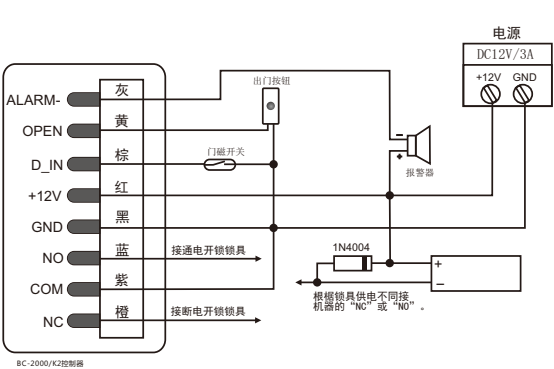 电源
DC12V/3A
+12V GND
ALARM- 灰
出门按钮
OPEN 黄
D_IN 棕 门磁开关
报警器
+12V 红
GND 黑
NO 蓝 接通电开锁锁具
1N4004
COM 紫
+
−
根椐锁具供电不同接
机器的“NC”或“NO”。
NC 橙 接断电开锁锁具
BC-2000/K2控制器